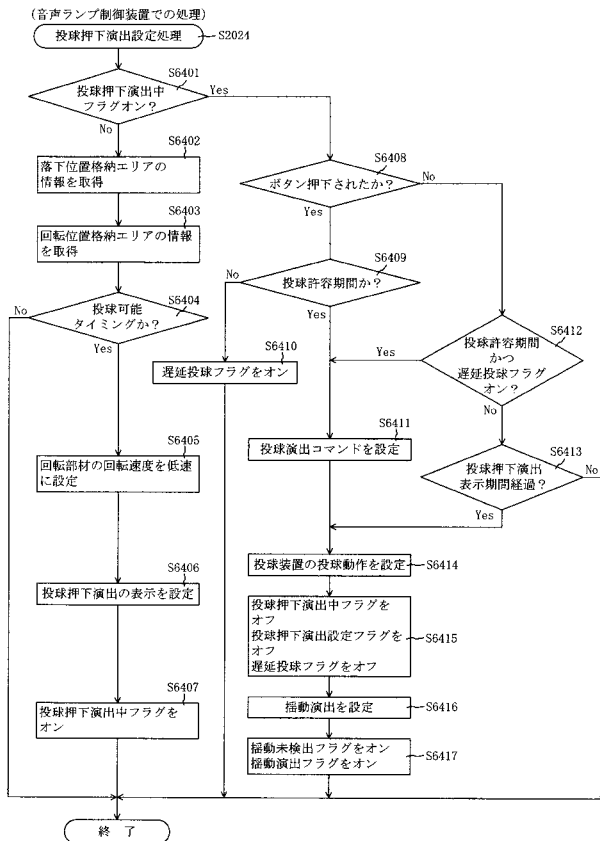 (音声ランプ制御装置での処理)
投球押下演出設定処理
S2024
S6401
投球押下演出中
フラグオン?
Yes
No
S6402
落下位置格納エリアの
情報を取得
S6403
回転位置格納エリアの情報
を取得
S6404
No
投球可能
タイミングか?
Yes
S6405
回転部材の回転速度を低速
に設定
S6406
投球押下演出の表示を設定
S6407
投球押下演出中フラグを
オン
S6408
ボタン押下されたか?
No
Yes
S6409
No
投球許容期間か?
Yes
S6410
遅延投球フラグをオン
S6412
Yes
投球許容期間
かつ
遅延投球フラグ
オン?
No
S6411
投球演出コマンドを設定
S6413
投球押下演出
表示期間経過?
No
Yes
投球装置の投球動作を設定
S6414
投球押下演出中フラグを
オフ
投球押下演出設定フラグを
オフ
遅延投球フラグをオフ
S6415
揺動演出を設定
S6416
揺動未検出フラグをオン
揺動演出フラグをオン
S6417
終了